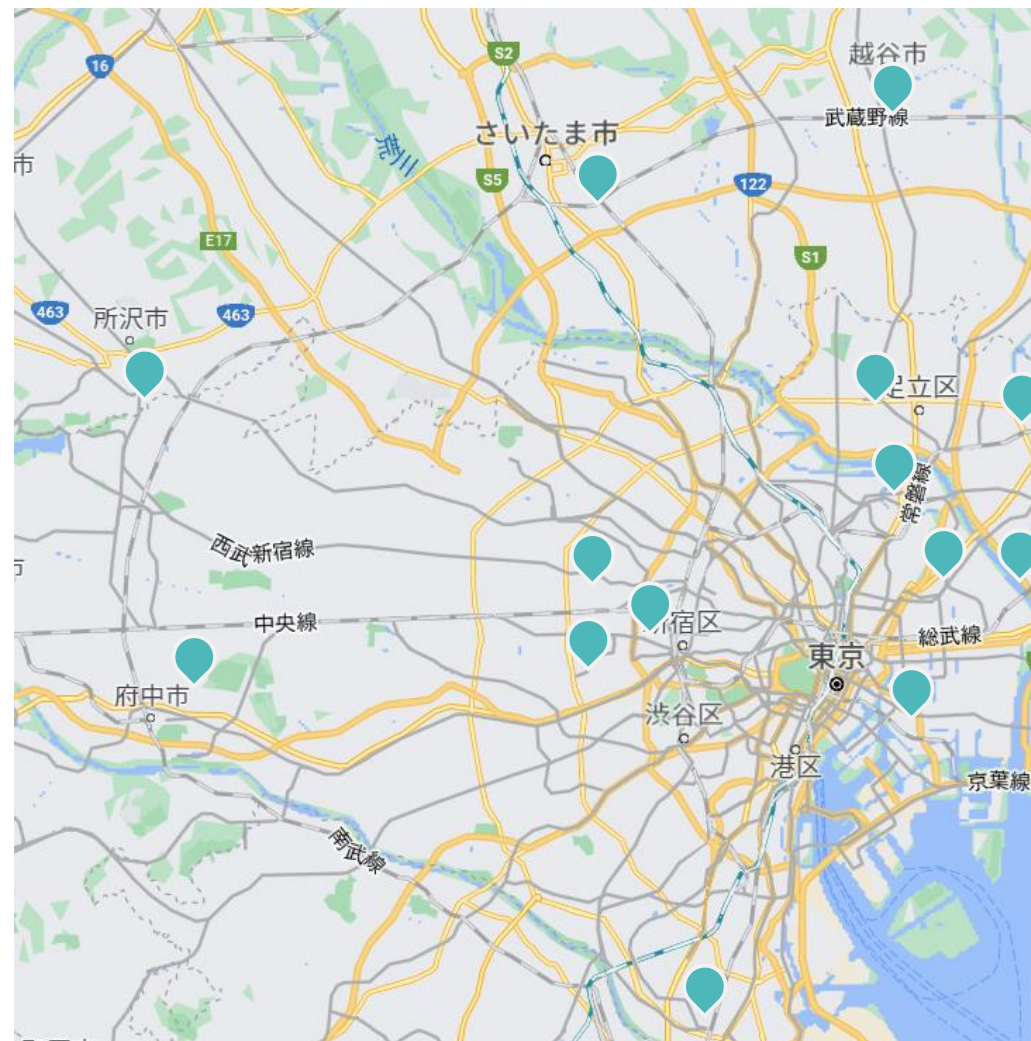 越谷市
S2
16
武蔵野線
さいたま市
荒川
市
S5
122
E17
S1
463
463
所沢市
足立区
常磐線
西武新宿線
市
中央線
新宿区
総武線
東京
府中市
渋谷区
港区
京葉線
南武線